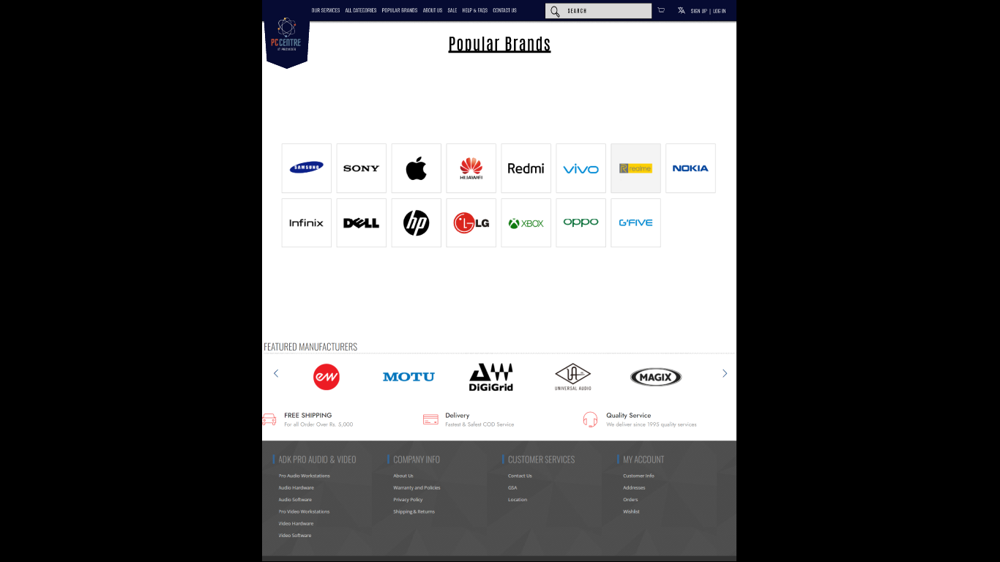 OUR SERVICES ALL CATEGORIES POPULAR BRANDS ABOUT US SALE HELP & FAQS CONTACT US SEARCH SIGN UP | LOG IN
PC CENTRE
IT PROVIDER
Popular Brands
SAMSUNG SONY HUAWEI Redmi vivo realme NOKIA
Infinix DELL hp LG XBOX oppo G'FIVE
FEATURED MANUFACTURERS
ew MOTU DiGiGrid UA UNIVERSAL AUDIO MAGIX
FREE SHIPPING
For all Order Over Rs. 5,000
Delivery
Fastest & Safest COD Service
Quality Service
We deliver since 1995 quality services
ADK PRO AUDIO & VIDEO
Pro Audio Workstations
Audio Hardware
Audio Software
Pro Video Workstations
Video Hardware
Video Software
COMPANY INFO
About Us
Warranty and Policies
Privacy Policy
Shipping & Returns
CUSTOMER SERVICES
Contact Us
GSA
Location
MY ACCOUNT
Customer Info
Addresses
Orders
Wishlist